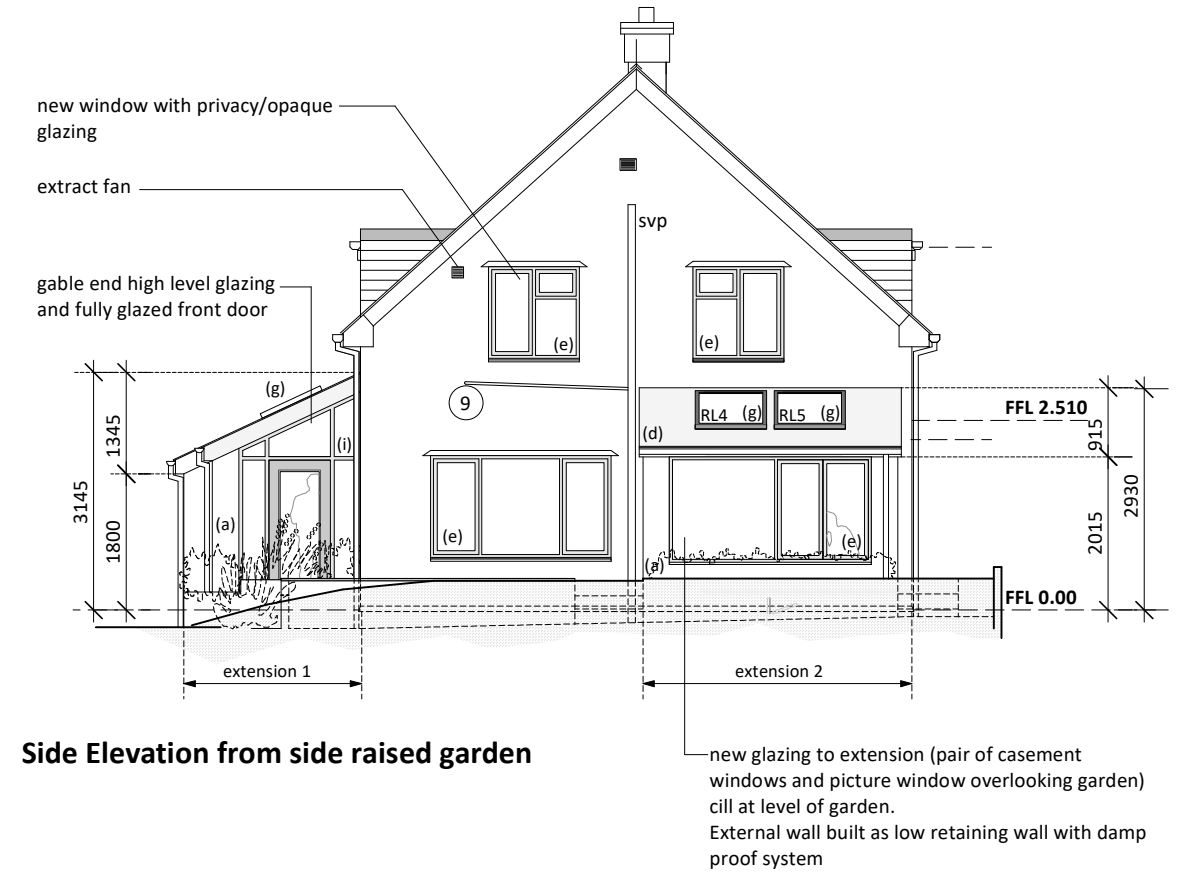 new window with privacy/opaque
glazing
extract fan
svp
gable end high level glazing
and fully glazed front door
(e)
(e)
(g)
9
RL4 (g)
RL5 (g)
FFL 2.510
(d)
(i)
1345
3145
1800
915
2930
2015
(a)
(e)
(e)
(a)
FFL 0.00
extension 1
extension 2
Side Elevation from side raised garden
new glazing to extension (pair of casement
windows and picture window overlooking garden)
cill at level of garden.
External wall built as low retaining wall with damp
proof system